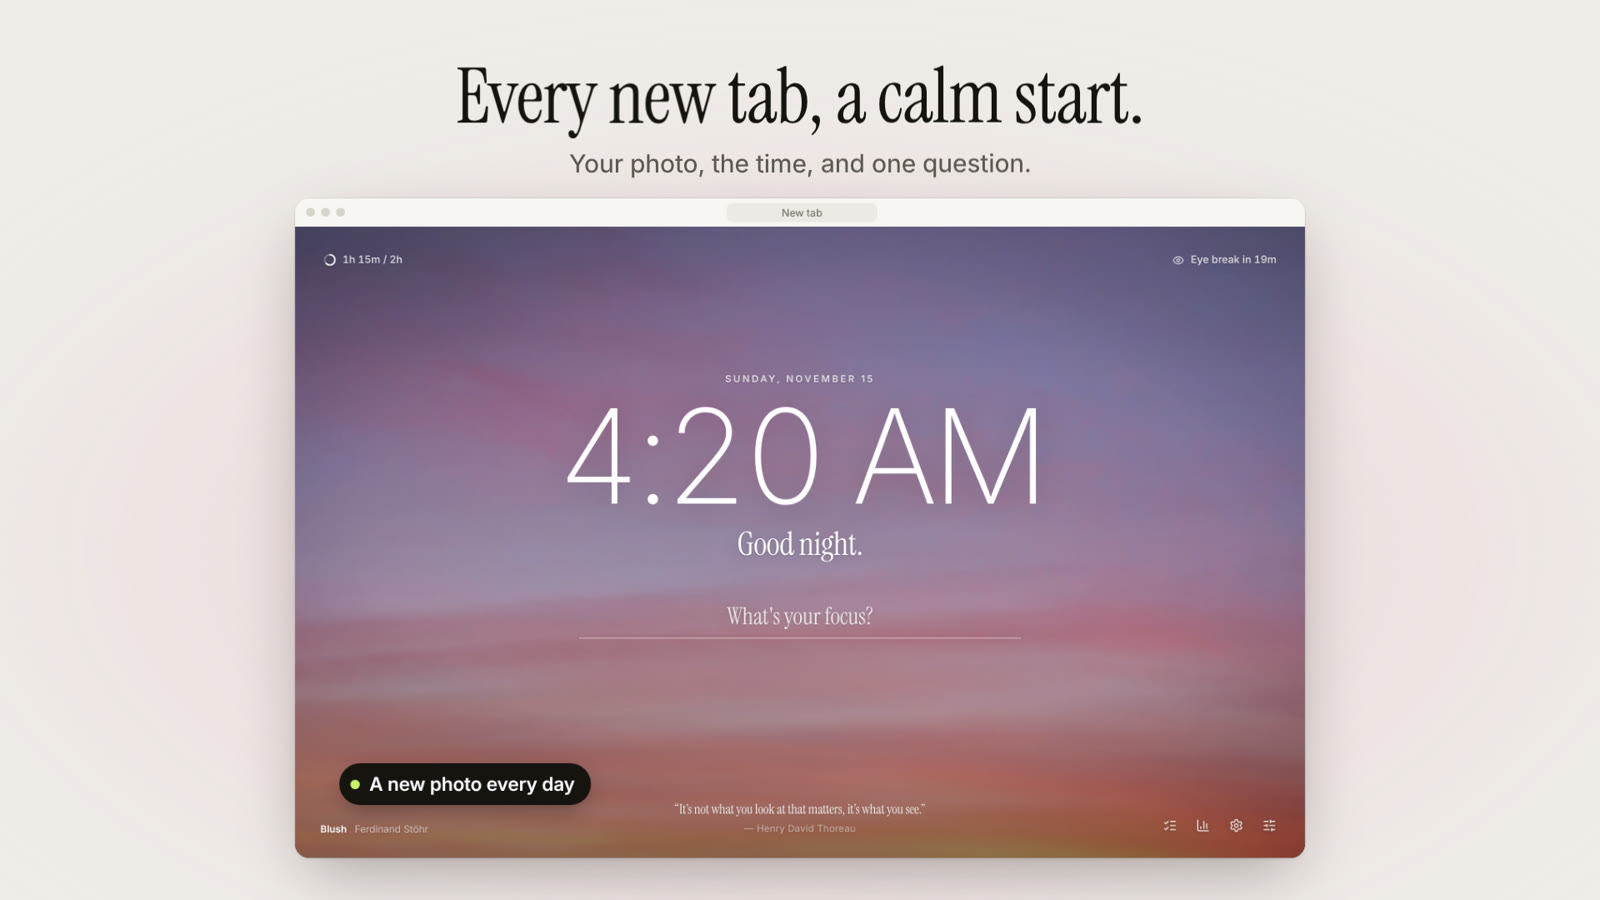 Every new tab, a calm start.
Your photo, the time, and one question.
New tab
1h 15m / 2h
Eye break in 19m
SUNDAY, NOVEMBER 15
4:20 AM
Good night.
What's your focus?
A new photo every day
“It's not what you look at that matters, it's what you see.”
— Henry David Thoreau
Blush Ferdinand Stöhr